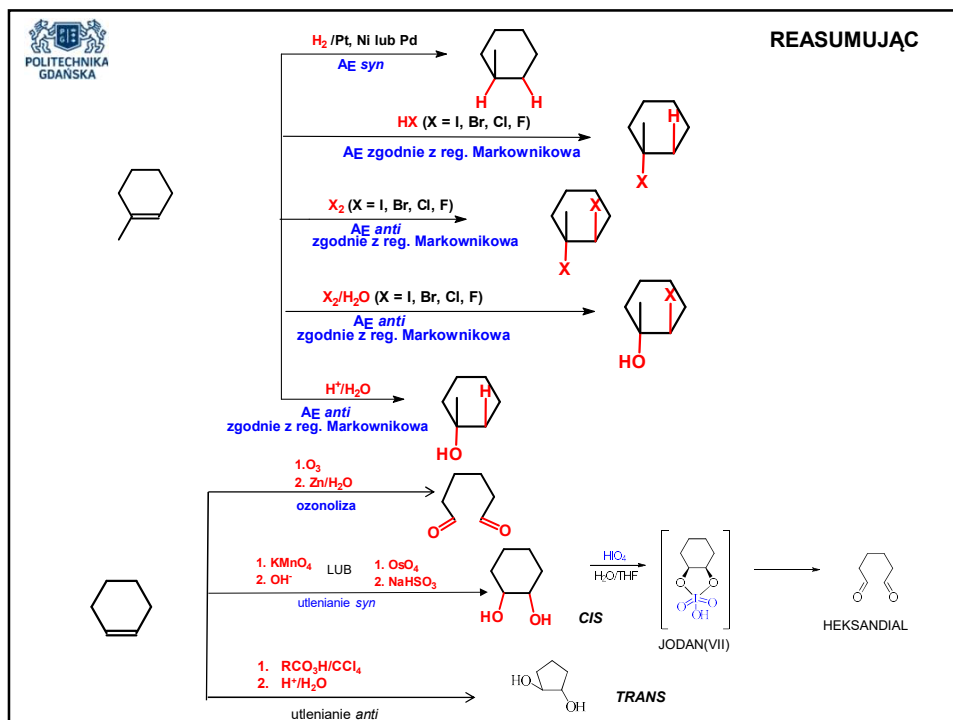 POLITECHNIKA
GDAŃSKA
REASUMUJĄC
H2 /Pt, Ni lub Pd
AE syn
H H
HX (X = I, Br, Cl, F)
AE zgodnie z reg. Markownikowa
H
X
X2 (X = I, Br, Cl, F)
AE anti
zgodnie z reg. Markownikowa
X
X
X2/H2O (X = I, Br, Cl, F)
AE anti
zgodnie z reg. Markownikowa
X
HO
H+/H2O
AE anti
zgodnie z reg. Markownikowa
H
HO
1.O3
2. Zn/H2O
ozonoliza
O O
1. KMnO4
2. OH-
LUB
1. OsO4
2. NaHSO3
utlenianie syn
HO OH
CIS
HIO4
H2O/THF
O O
I
O O
OH
JODAN(VII)
O O
HEKSANDIAL
1. RCO3H/CCl4
2. H+/H2O
utlenianie anti
HO
OH
TRANS